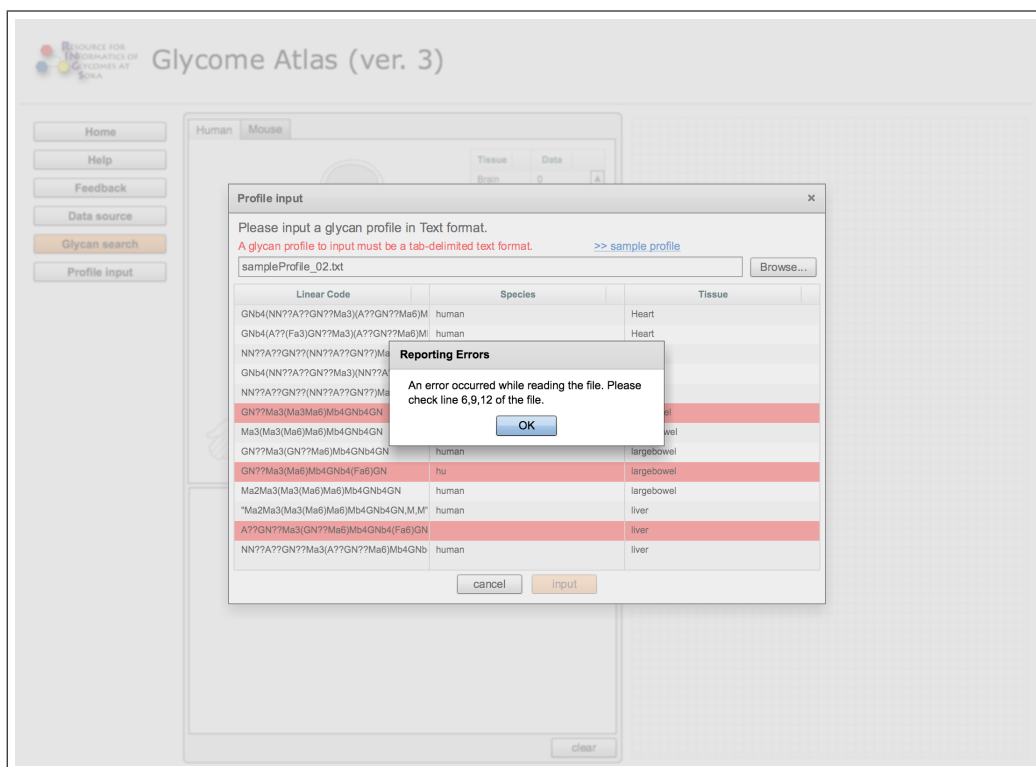 RESOURCE FOR
INFORMATICS OF
GLYCOMES AT
SOKA
Glycome Atlas (ver. 3)
Home
Help
Feedback
Data source
Glycan search
Profile input
Human Mouse
Tissue Data
Brain 0
Profile input ×
Please input a glycan profile in Text format.
A glycan profile to input must be a tab-delimited text format. >> sample profile
sampleProfile_02.txt Browse...
Linear Code Species Tissue
GNb4(NN??A??GN??Ma3)(A??GN??Ma6)M human Heart
GNb4(A??(Fa3)GN??Ma3)(A??GN??Ma6)M human Heart
NN??A??GN??(NN??A??GN??)Ma
GNb4(NN??A??GN??Ma3)(NN??A
NN??A??GN??(NN??A??GN??)Ma
GN??Ma3(Ma3Ma6)Mb4GNb4GN el
Ma3(Ma3(Ma6)Ma6)Mb4GNb4GN wel
GN??Ma3(GN??Ma6)Mb4GNb4GN human largebowel
GN??Ma3(Ma6)Mb4GNb4(Fa6)GN hu largebowel
Ma2Ma3(Ma3(Ma6)Ma6)Mb4GNb4GN human largebowel
"Ma2Ma3(Ma3(Ma6)Ma6)Mb4GNb4GN,M,M" human liver
A??GN??Ma3(GN??Ma6)Mb4GNb4(Fa6)GN liver
NN??A??GN??Ma3(A??GN??Ma6)Mb4GNb human liver
Reporting Errors
An error occurred while reading the file. Please
check line 6,9,12 of the file.
OK
cancel input
clear